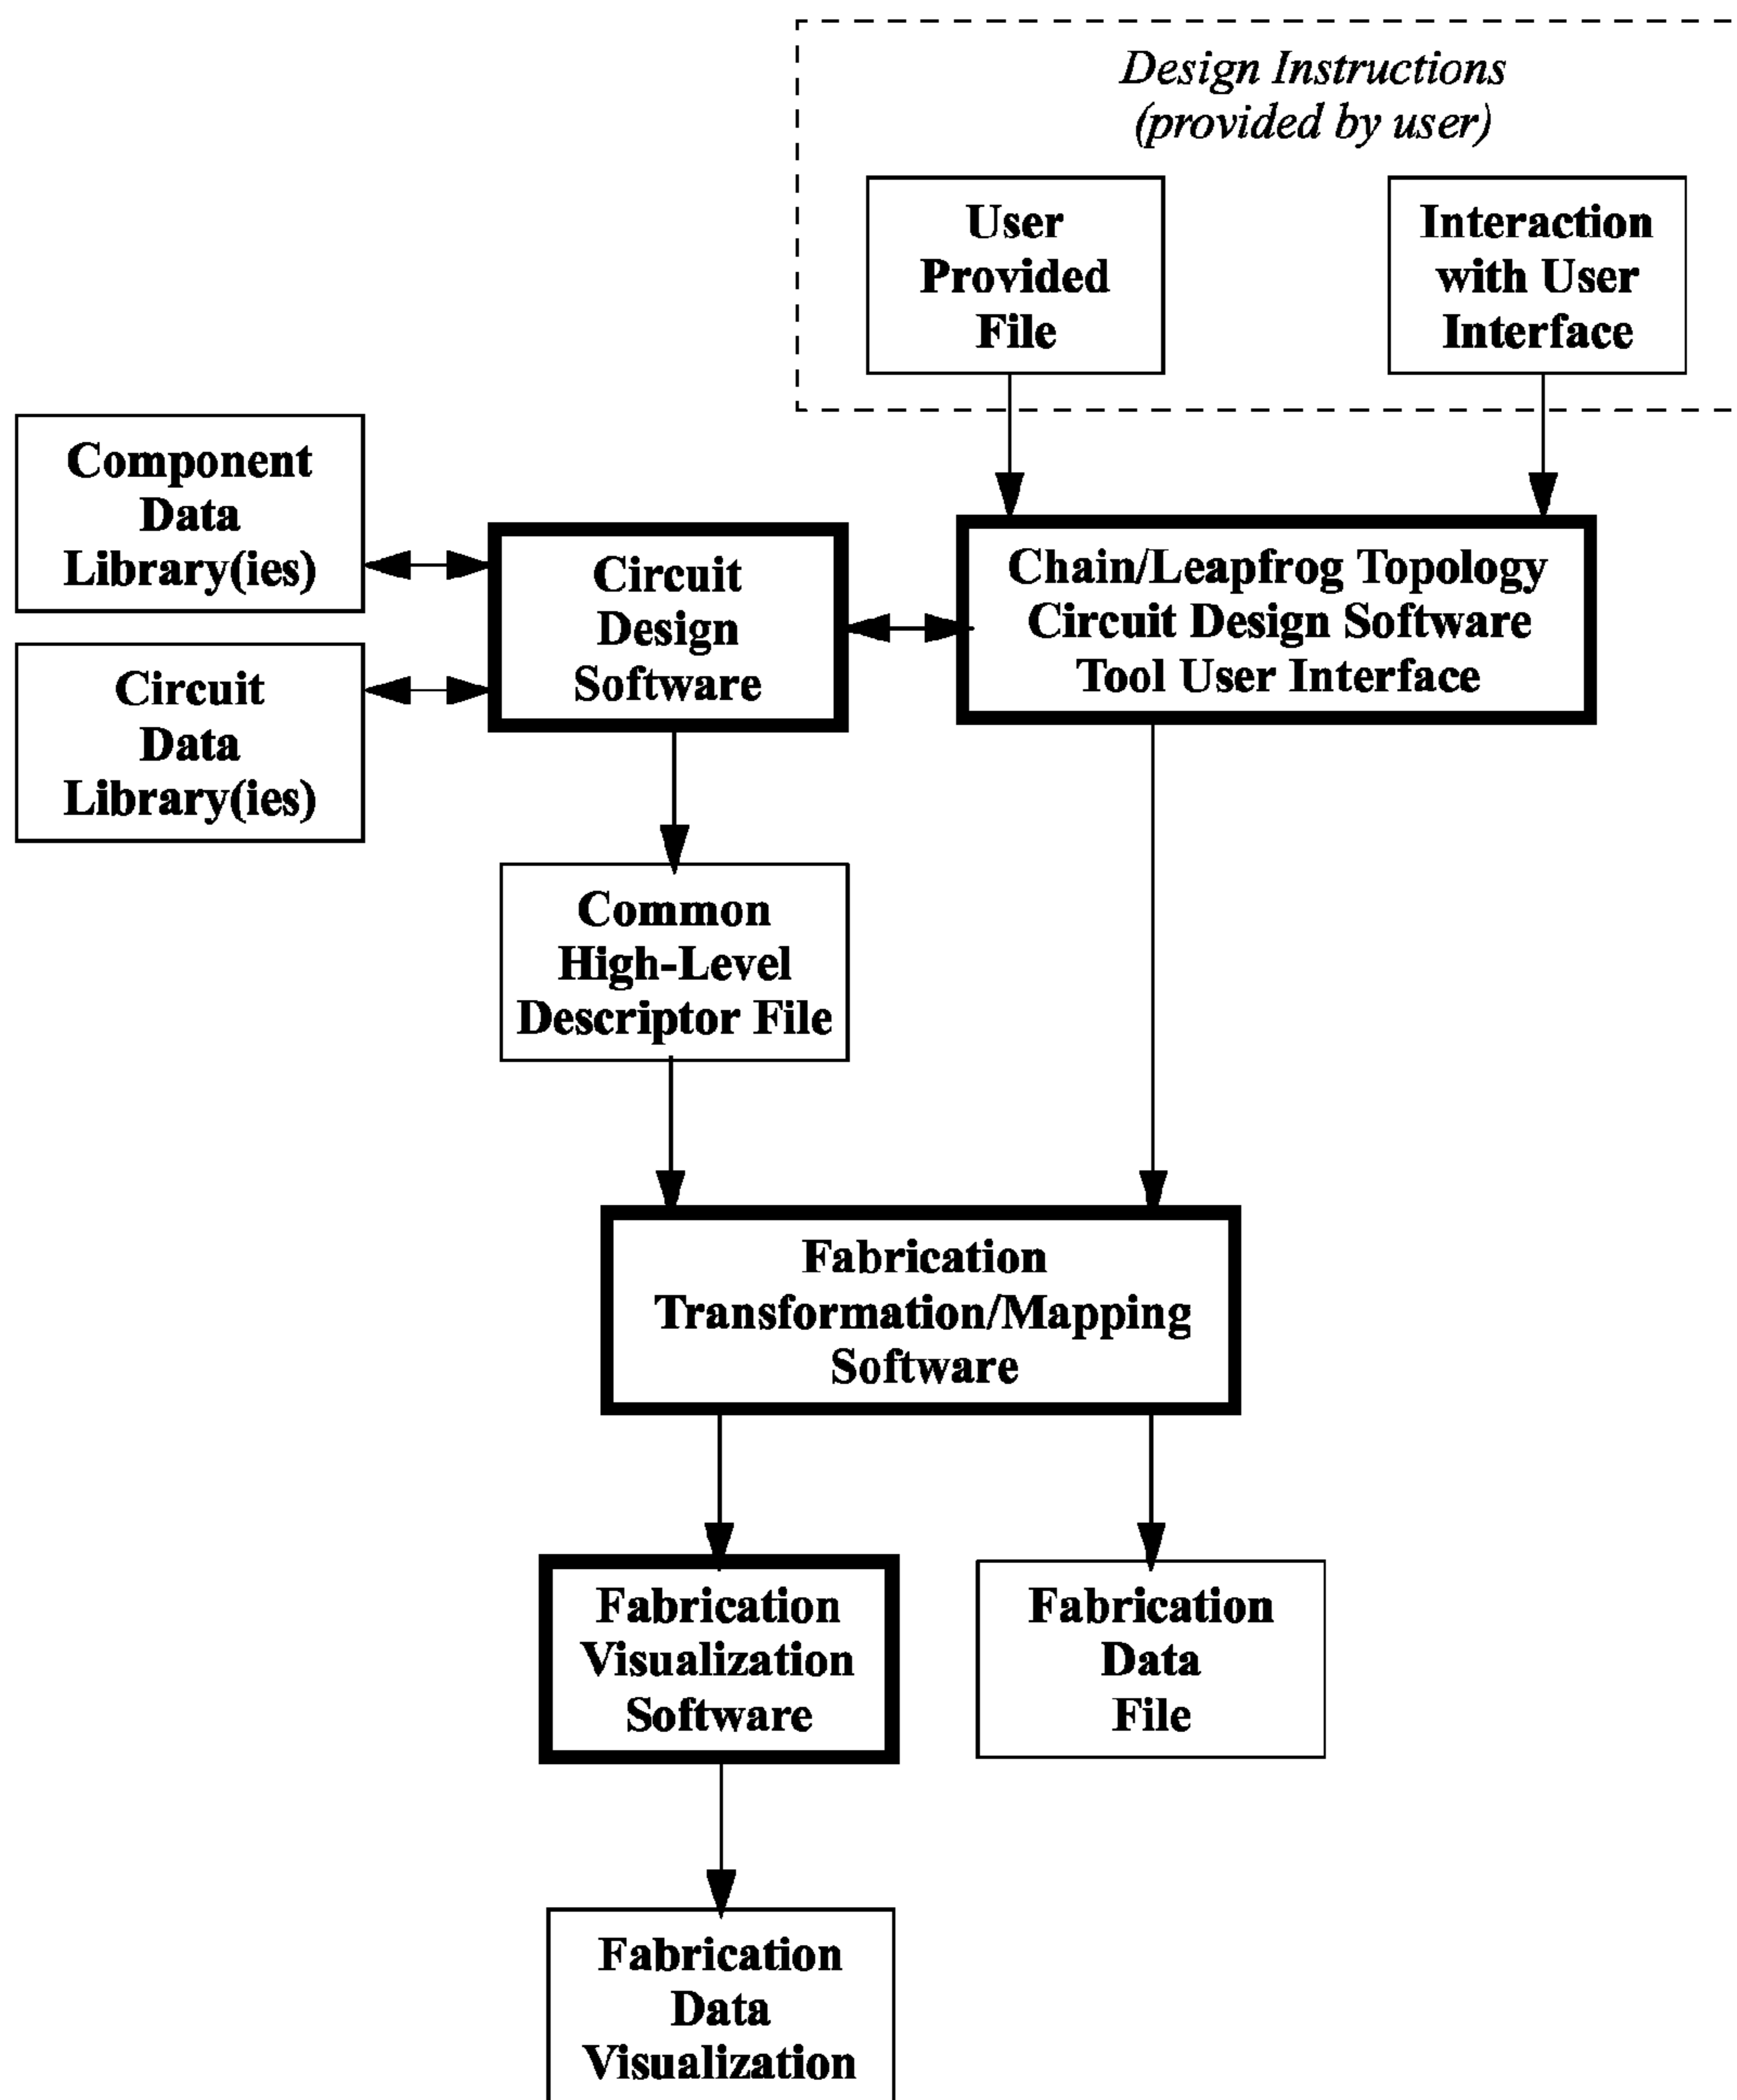 Design Instructions
(provided by user)
User
Provided
File
Interaction
with User
Interface
Component
Data
Library(ies)
Circuit
Data
Library(ies)
Circuit
Design
Software
Chain/Leapfrog Topology
Circuit Design Software
Tool User Interface
Common
High-Level
Descriptor File
Fabrication
Transformation/Mapping
Software
Fabrication
Visualization
Software
Fabrication
Data
File
Fabrication
Data
Visualization